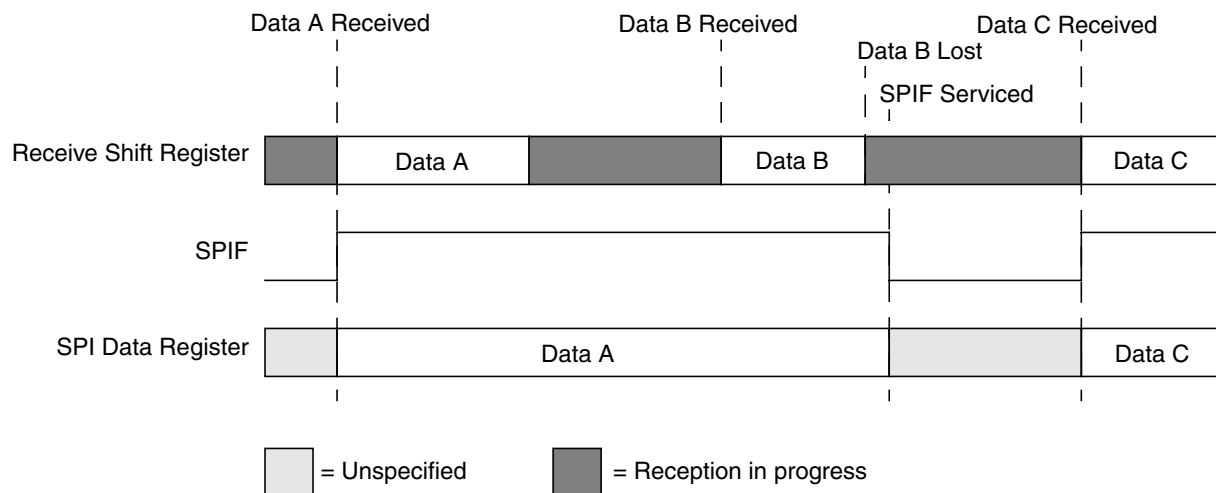 Data A Received
Data B Received
Data C Received
Data B Lost
SPIF Serviced
Receive Shift Register
Data A
Data B
Data C
SPIF
SPI Data Register
Data A
Data C
= Unspecified
= Reception in progress